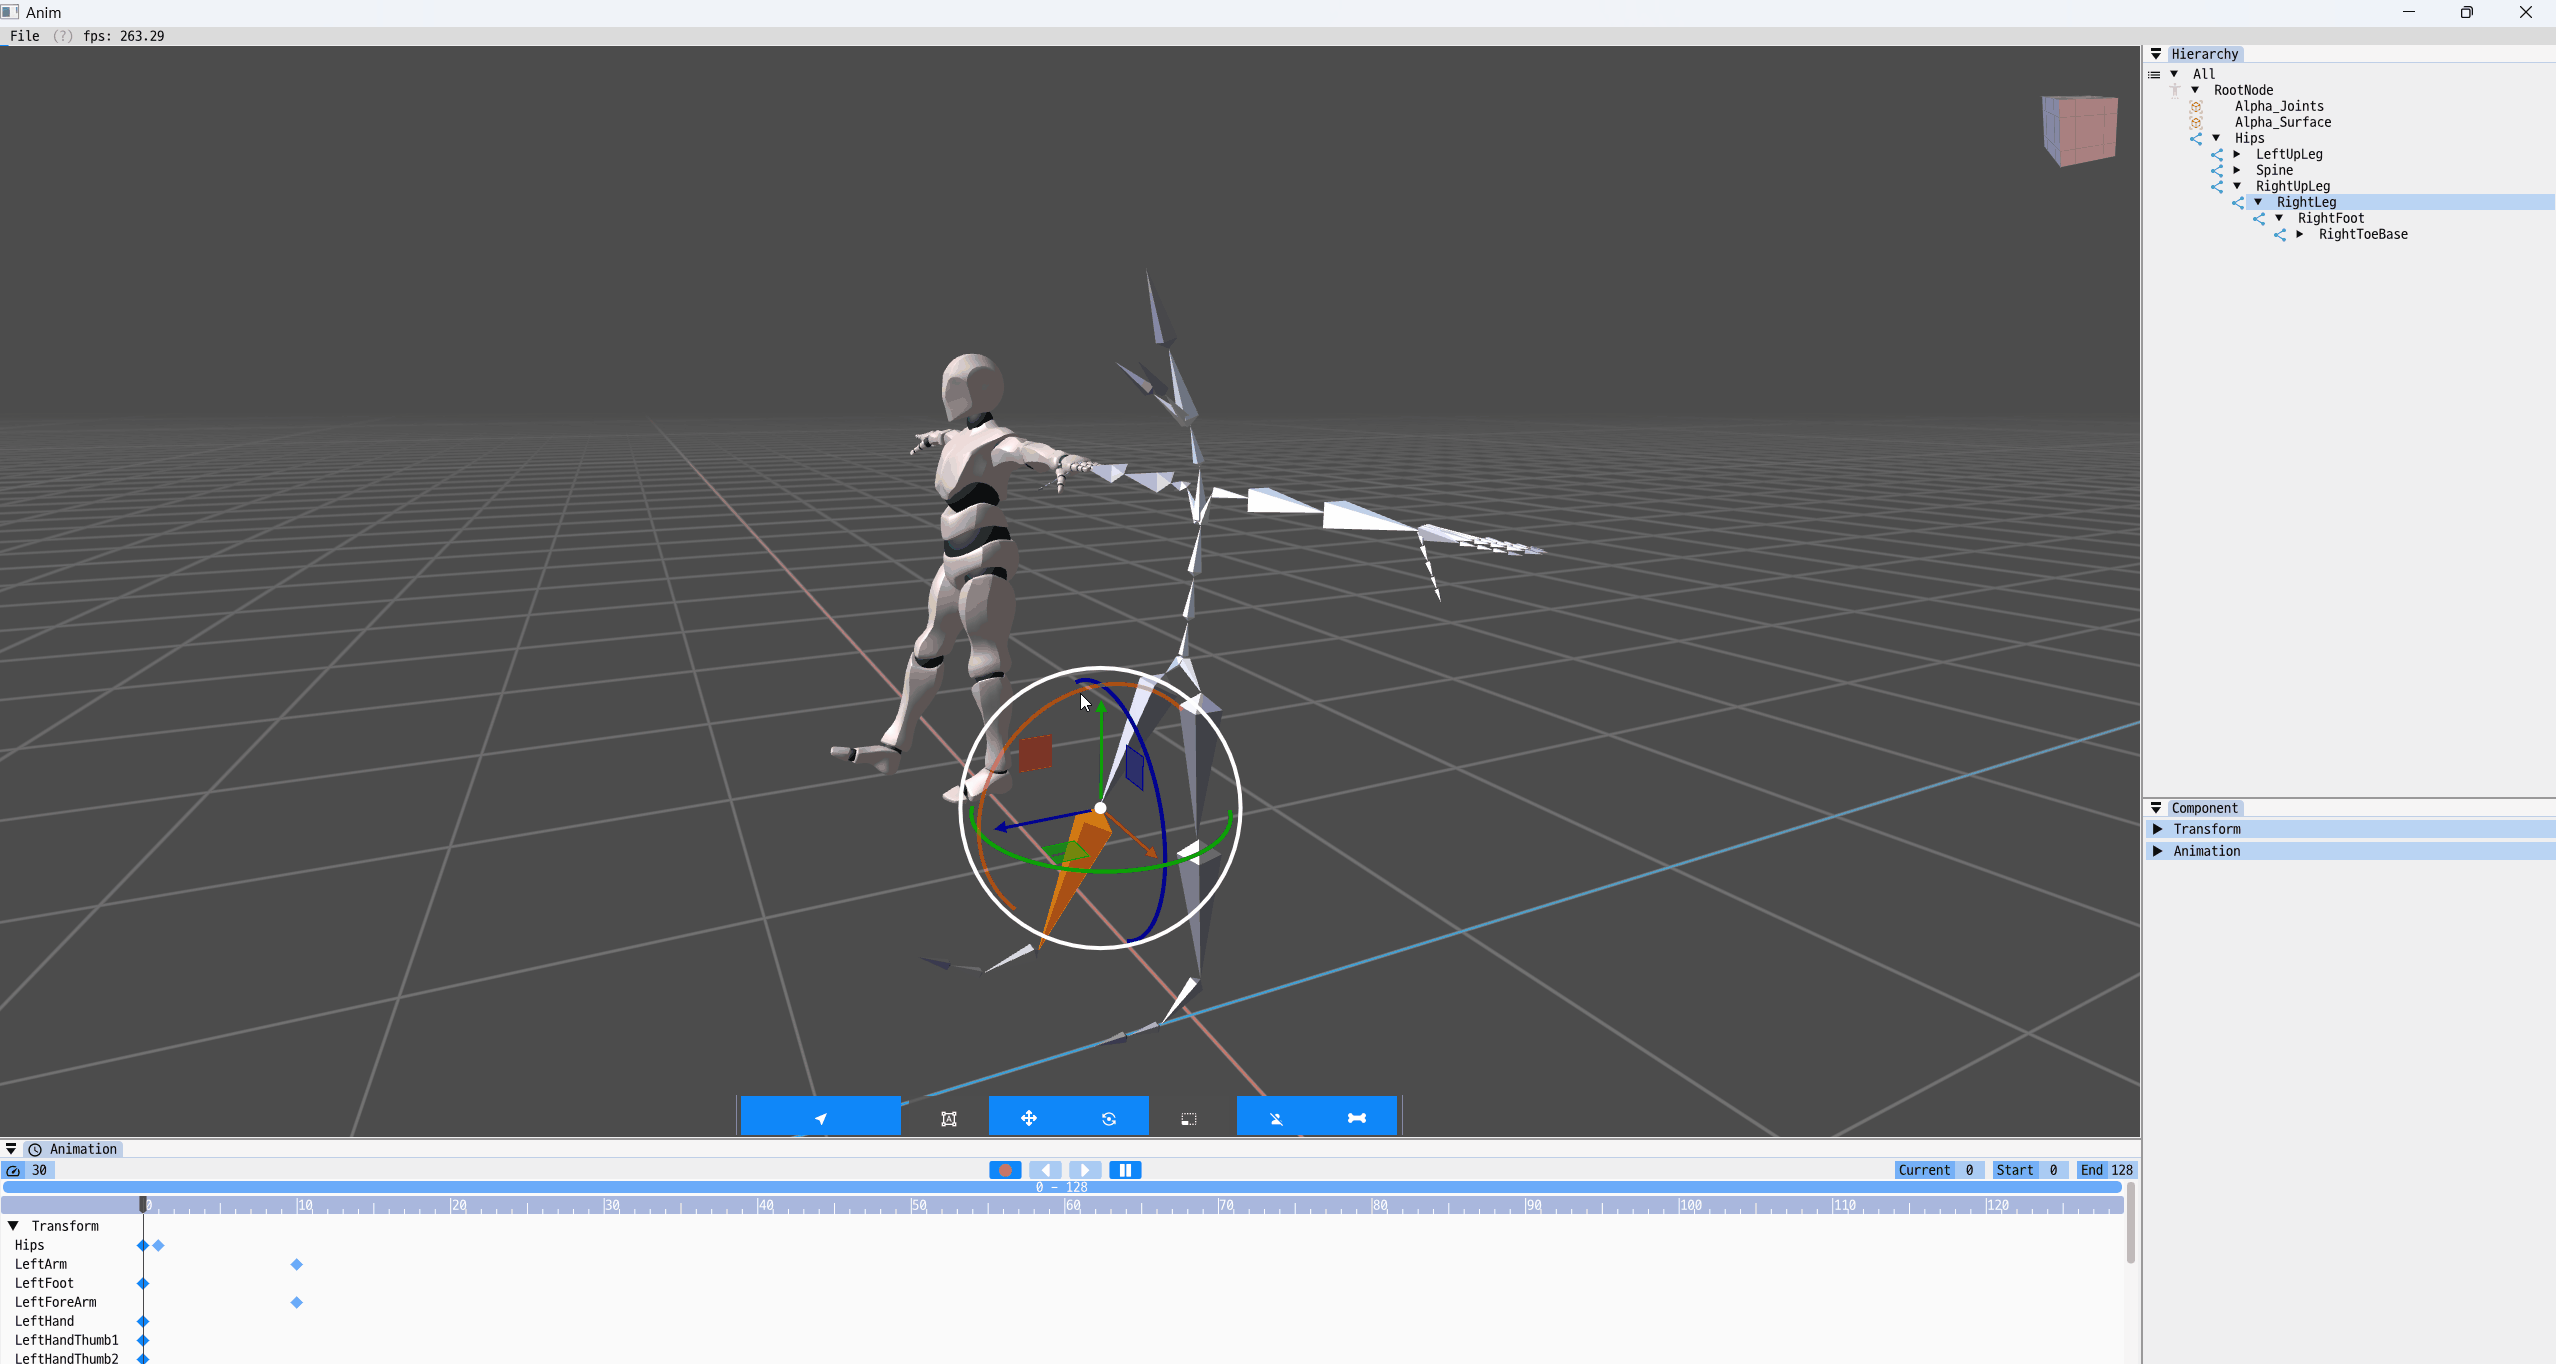 Anim
File (?) fps: 263.29
Hierarchy
All
RootNode
Alpha_Joints
Alpha_Surface
Hips
LeftUpLeg
Spine
RightUpLeg
RightLeg
RightFoot
RightToeBase
Component
Transform
Animation
Animation
30
Current 0 Start 0 End 128
0 - 128
0 10 20 30 40 50 60 70 80 90 100 110 120
Transform
Hips
LeftArm
LeftFoot
LeftForeArm
LeftHand
LeftHandThumb1
LeftHandThumb2